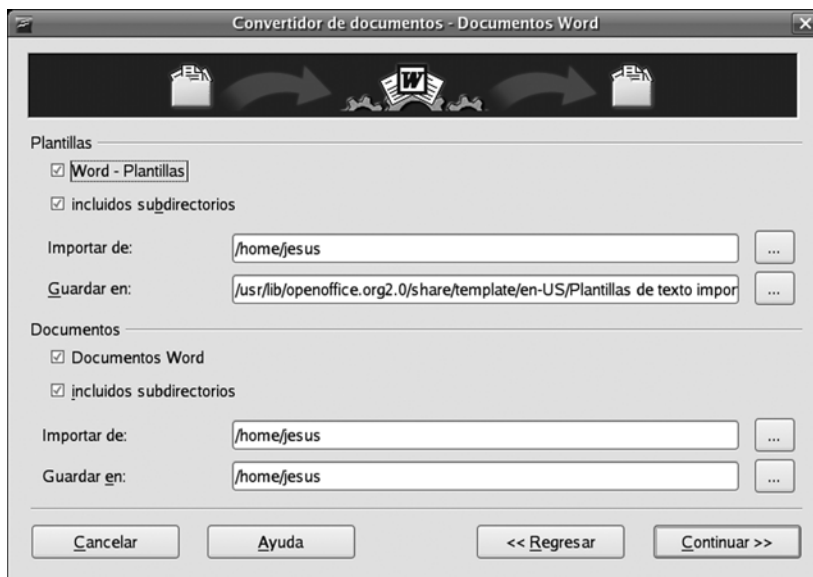 Convertidor de documentos - Documentos Word
W
Plantillas
Word - Plantillas
incluidos subdirectorios
Importar de:
/home/jesus
...
Guardar en:
/usr/lib/openoffice.org2.0/share/template/en-US/Plantillas de texto impor
...
Documentos
Documentos Word
incluidos subdirectorios
Importar de:
/home/jesus
...
Guardar en:
/home/jesus
...
Cancelar
Ayuda
<< Regresar
Continuar >>